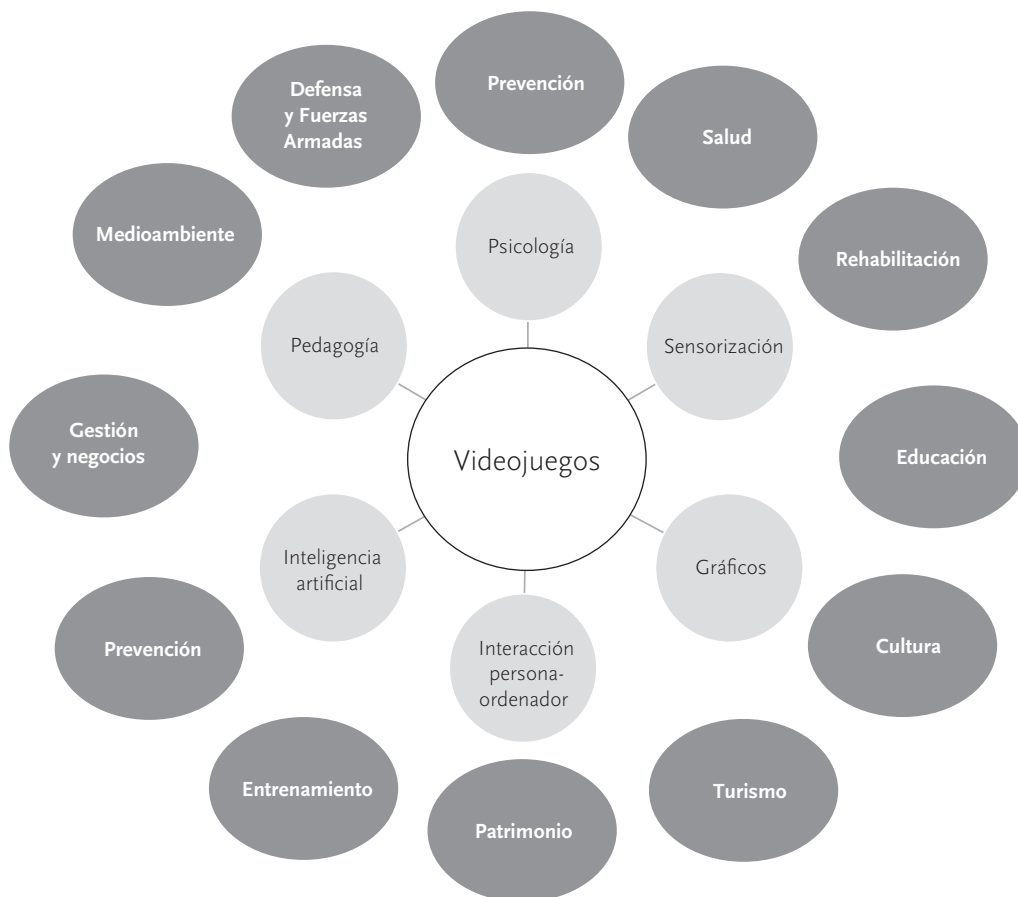 Prevención
Defensa
y Fuerzas
Armadas
Salud
Medioambiente
Psicología
Rehabilitación
Pedagogía
Sensorización
Gestión
y negocios
Videojuegos
Educación
Inteligencia
artificial
Gráficos
Prevención
Interacción
persona-
ordenador
Cultura
Entrenamiento
Patrimonio
Turismo